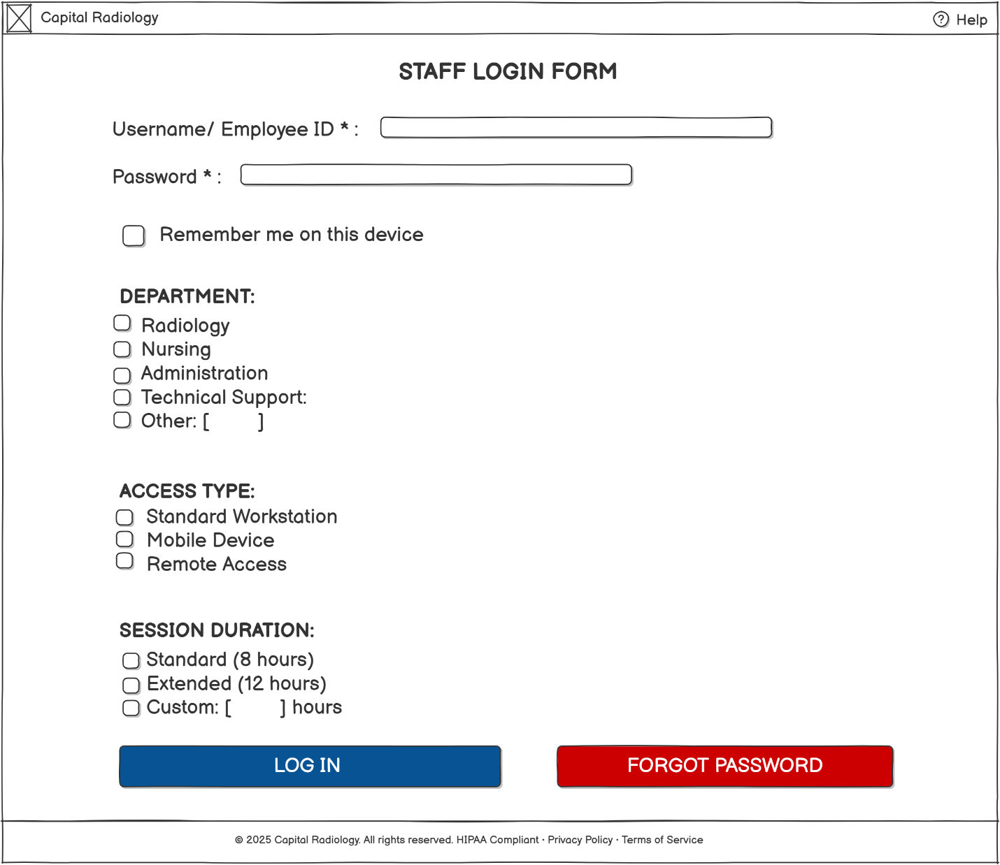 Capital Radiology
? Help
STAFF LOGIN FORM
Username/ Employee ID * :
Password * :
Remember me on this device
DEPARTMENT:
Radiology
Nursing
Administration
Technical Support:
Other: [ ]
ACCESS TYPE:
Standard Workstation
Mobile Device
Remote Access
SESSION DURATION:
Standard (8 hours)
Extended (12 hours)
Custom: [ ] hours
LOG IN
FORGOT PASSWORD
© 2025 Capital Radiology. All rights reserved. HIPAA Compliant · Privacy Policy · Terms of Service